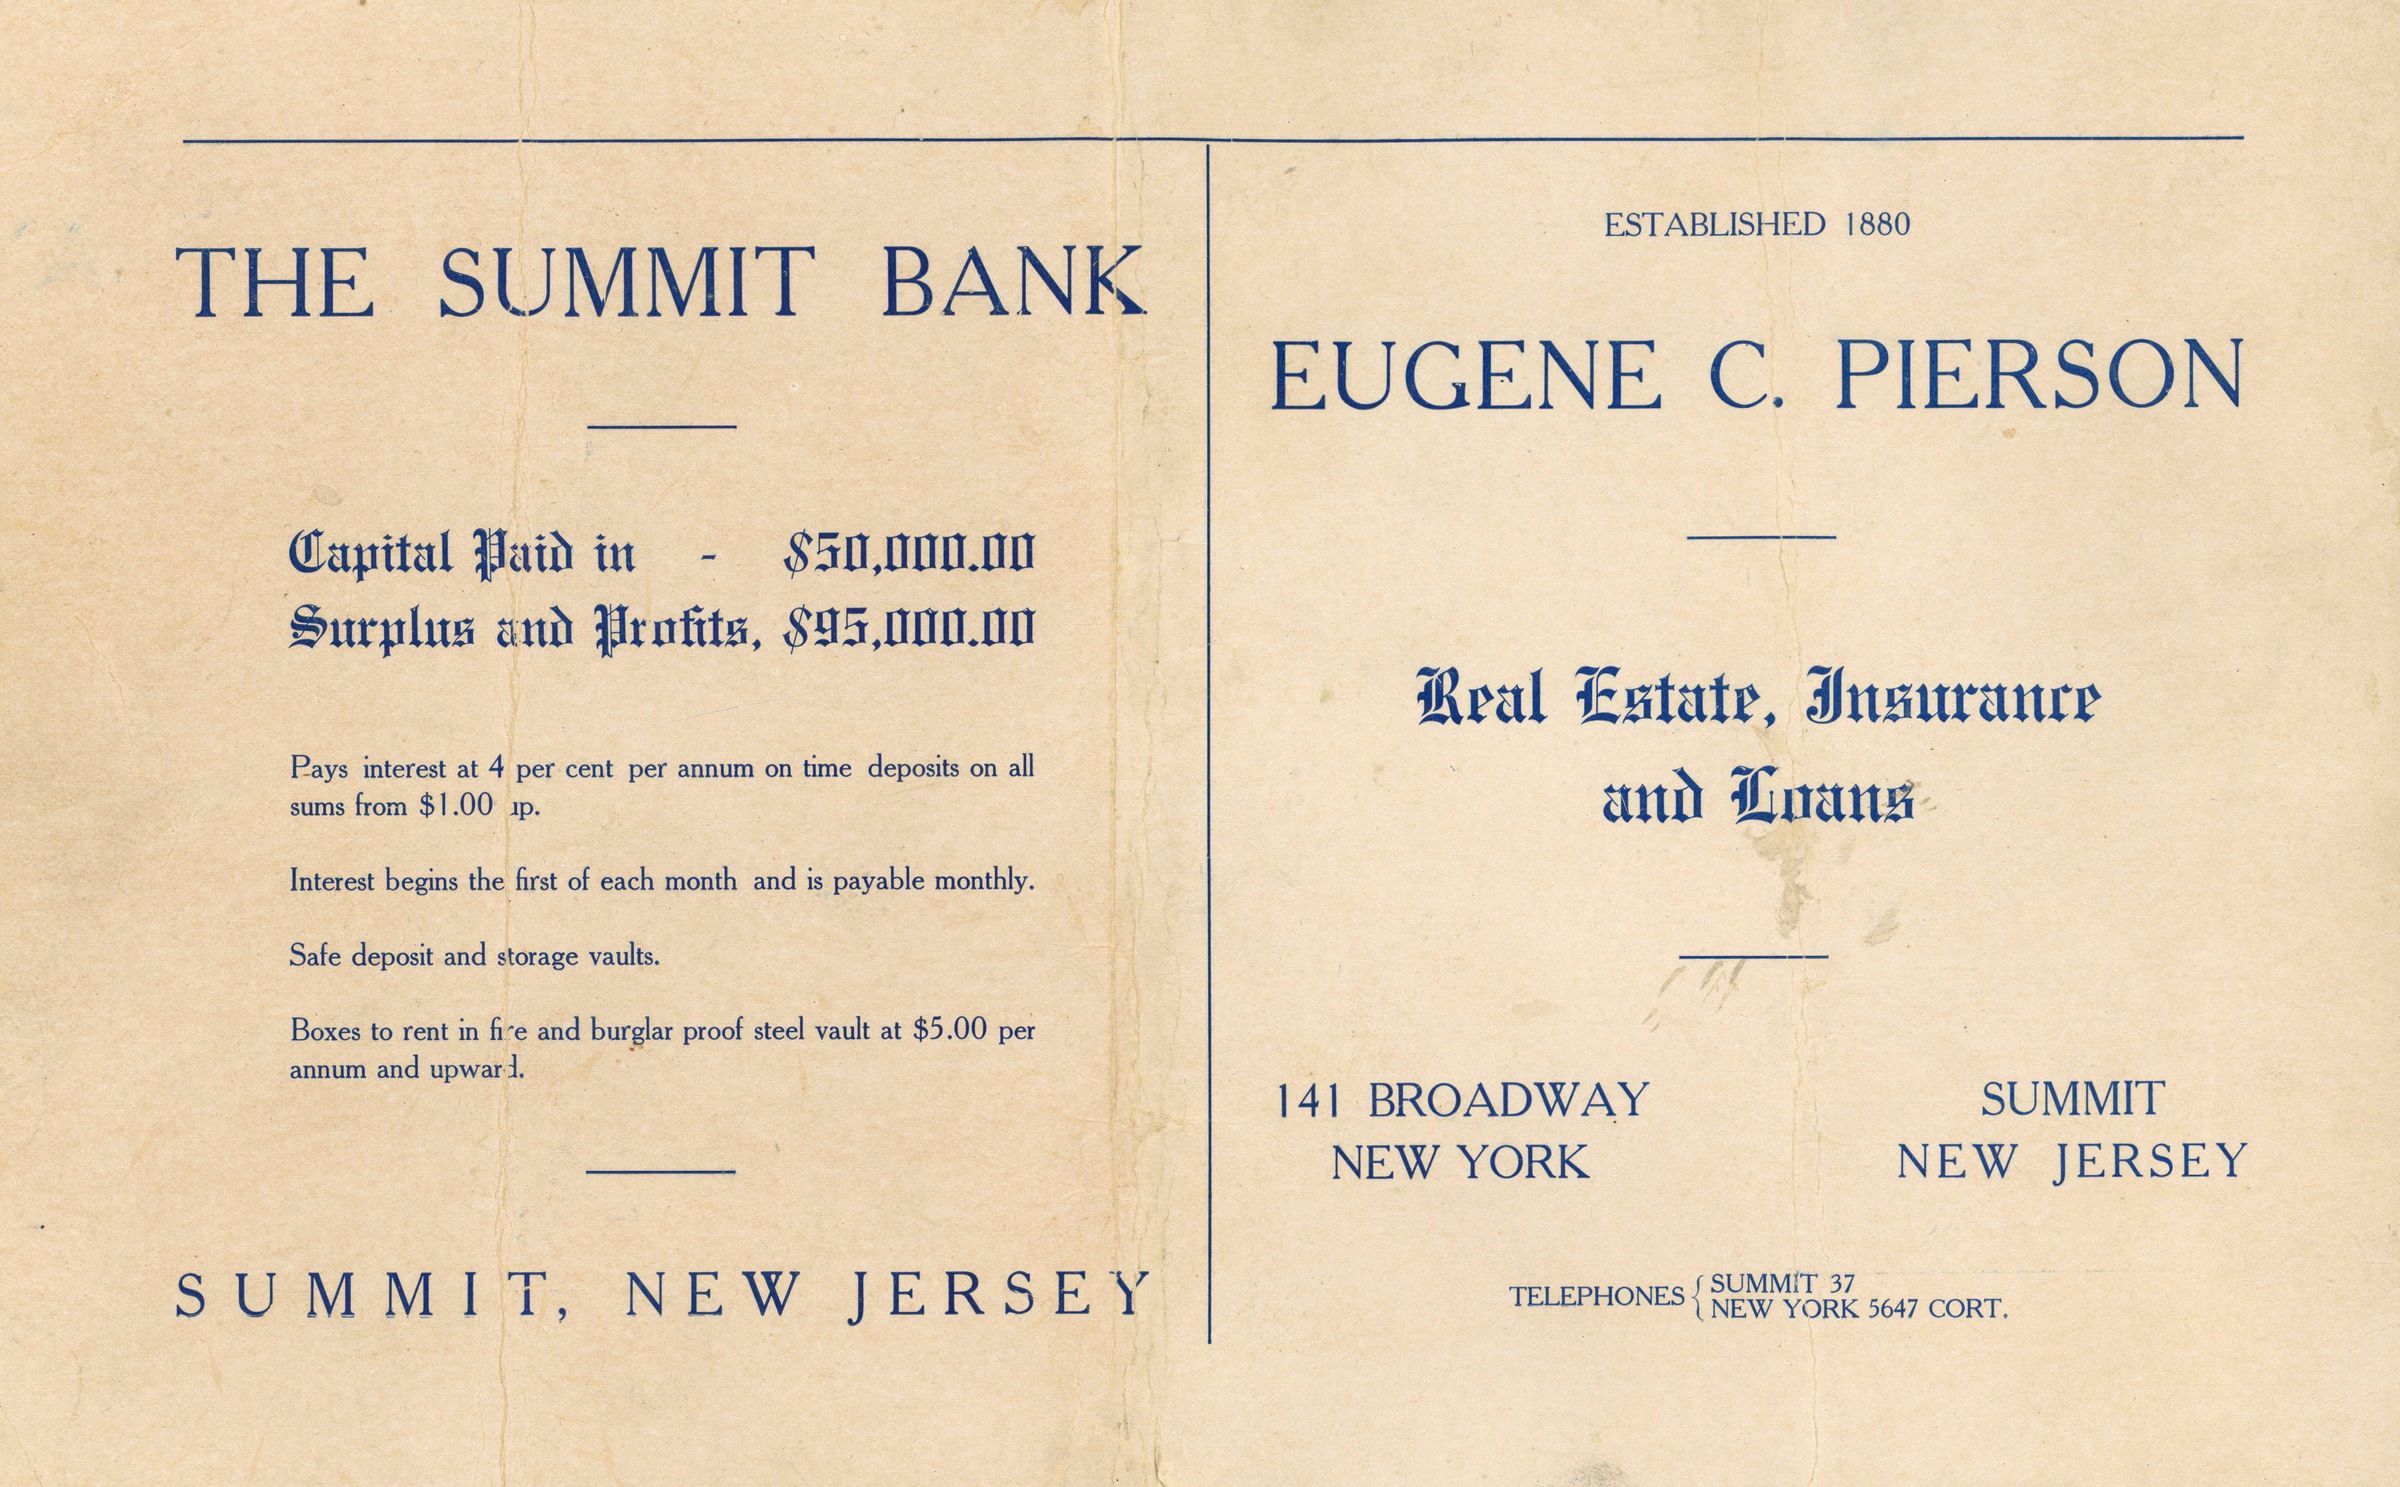 THE SUMMIT BANK
Capital Paid in - $50,000.00
Surplus and Profits, $95,000.00
Pays interest at 4 per cent per annum on time deposits on all
sums from $1.00 up.
Interest begins the first of each month and is payable monthly.
Safe deposit and storage vaults.
Boxes to rent in fire and burglar proof steel vault at $5.00 per
annum and upward.
SUMMIT, NEW JERSEY
ESTABLISHED 1880
EUGENE C. PIERSON
Real Estate, Insurance
and Loans
141 BROADWAY
NEW YORK
SUMMIT
NEW JERSEY
TELEPHONES { SUMMIT 37
NEW YORK 5647 CORT.